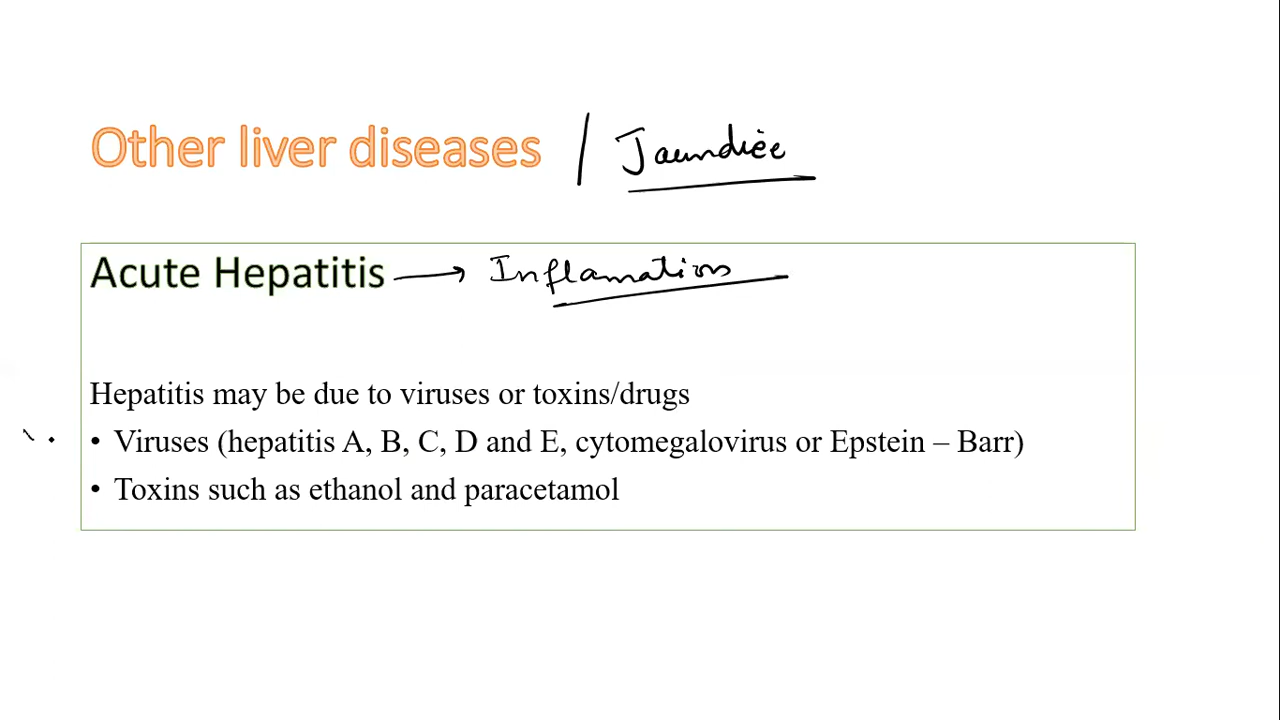 Other liver diseases / Jaundice
Acute Hepatitis → Inflamation
Hepatitis may be due to viruses or toxins/drugs
• Viruses (hepatitis A, B, C, D and E, cytomegalovirus or Epstein – Barr)
• Toxins such as ethanol and paracetamol